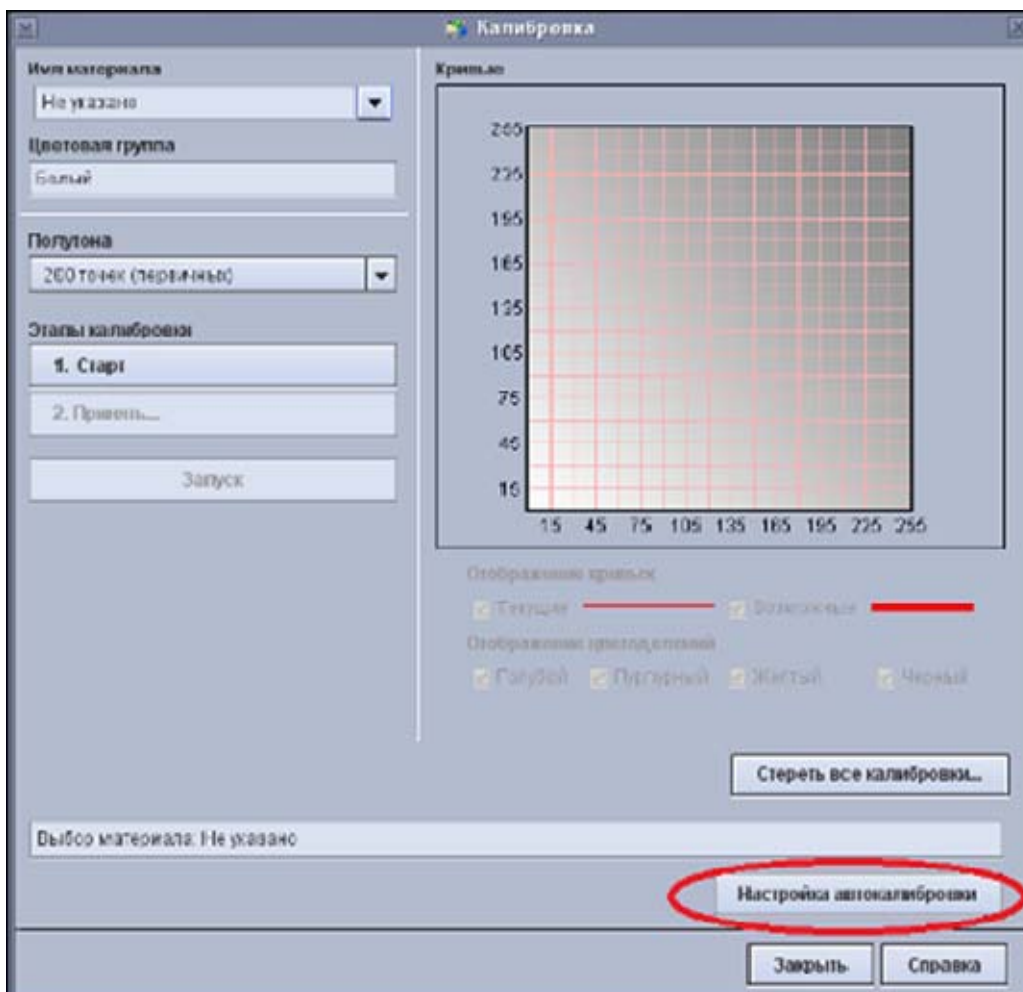 Калибровка
Имя материала
Не указано
Цветовая группа
Белый
Полутона
200 точек (первичных)
Этапы калибровки
1. Старт
2.
Запуск
Кривые
255
225
195
165
135
105
75
45
15
15 45 75 105 135 165 195 225 255
Отображение кривых
Текущие
Возможные
Отображение цветоделений
Голубой Пурпурный Желтый Черный
Стереть все калибровки...
Выбор материала: Не указано
Настройка автокалибровки
Закрыть
Справка